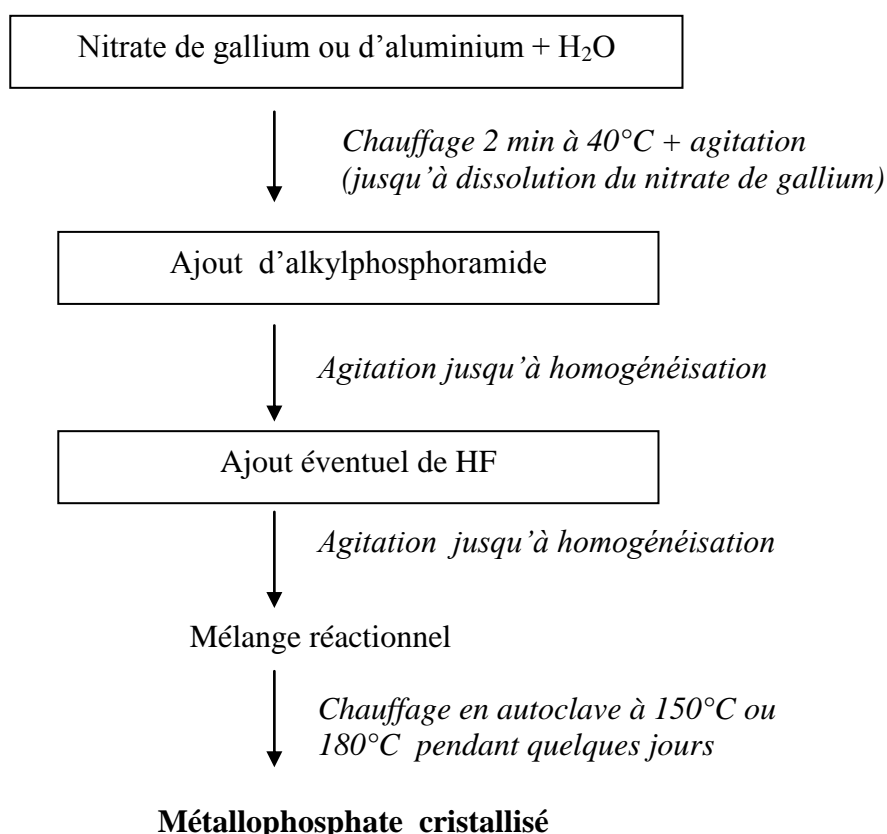 Nitrate de gallium ou d’aluminium + H₂O
Chauffage 2 min à 40°C + agitation
(jusqu’à dissolution du nitrate de gallium)
Ajout d’alkylphosphoramide
Agitation jusqu’à homogénéisation
Ajout éventuel de HF
Agitation jusqu’à homogénéisation
Mélange réactionnel
Chauffage en autoclave à 150°C ou
180°C pendant quelques jours
Métallophosphate cristallisé